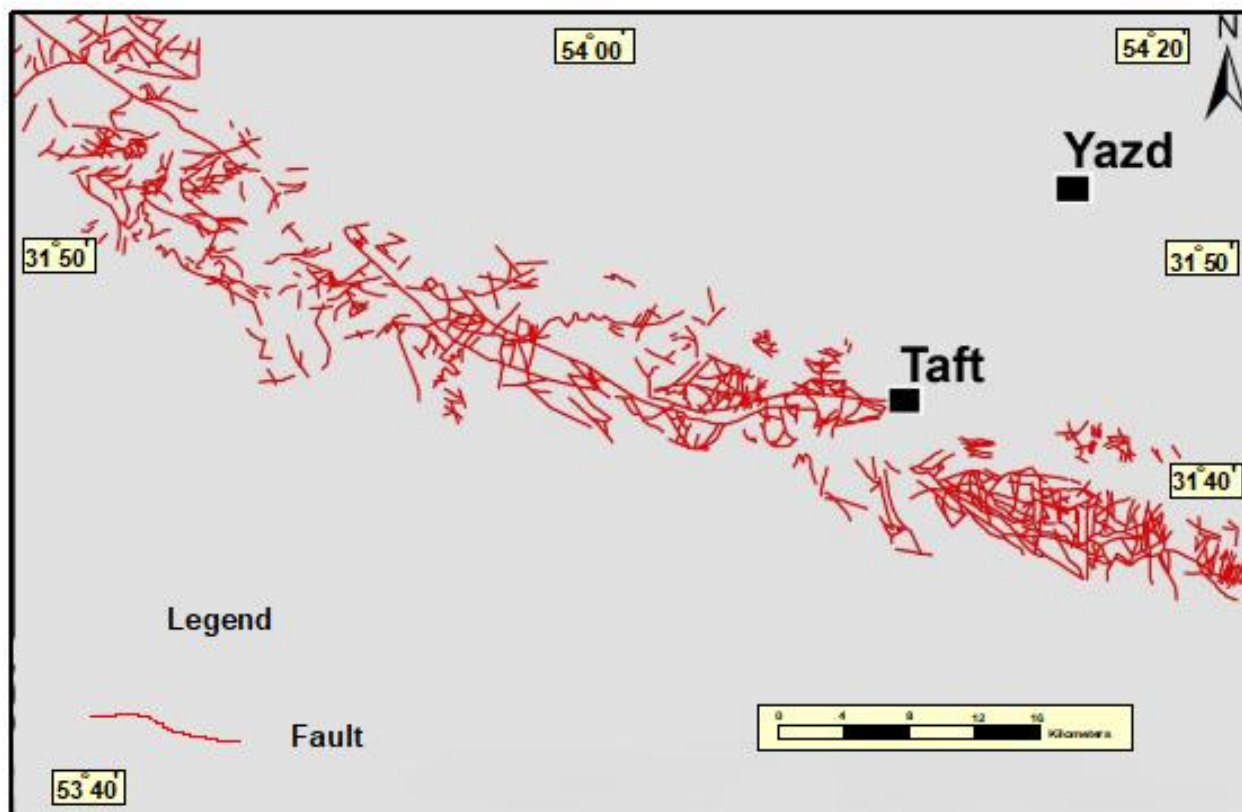 54°00'
54°20'
N
Yazd
31°50'
31°50'
Taft
31°40'
Legend
Fault
0 4 8 12 16
Kilometers
53°40'